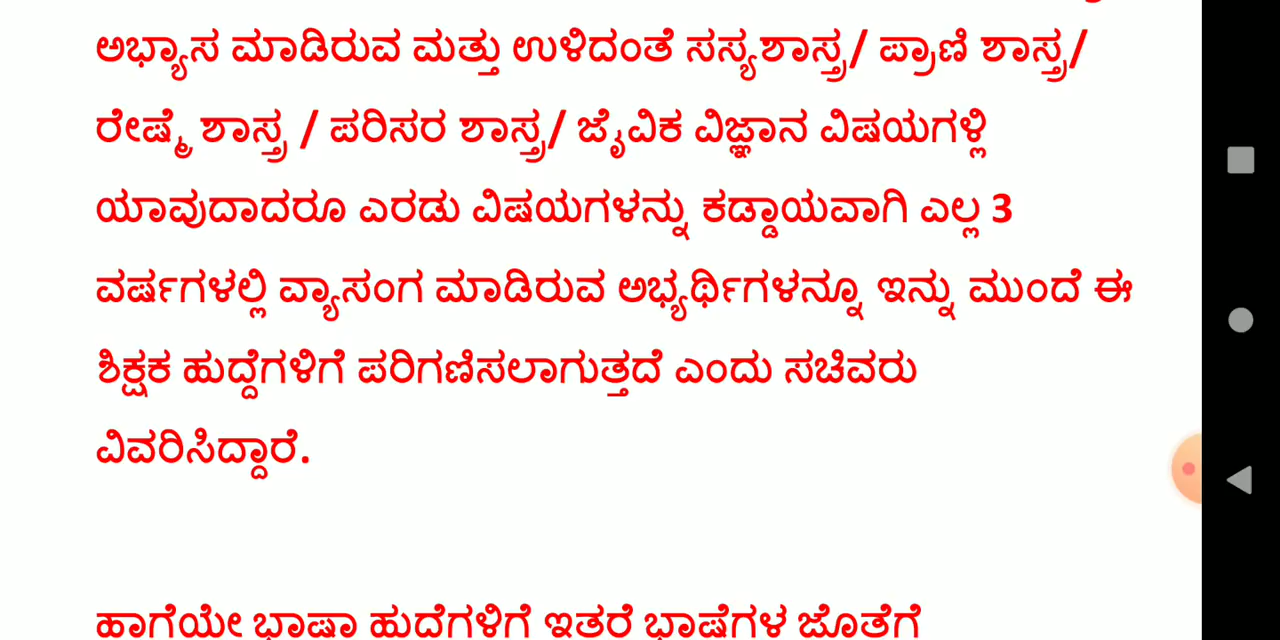 ಅಭ್ಯಾಸ ಮಾಡಿರುವ ಮತ್ತು ಉಳಿದಂತೆ ಸಸ್ಯಶಾಸ್ತ್ರ/ ಪ್ರಾಣಿ ಶಾಸ್ತ್ರ/
ರೇಷ್ಮೆ ಶಾಸ್ತ್ರ / ಪರಿಸರ ಶಾಸ್ತ್ರ/ ಜೈವಿಕ ವಿಜ್ಞಾನ ವಿಷಯಗಳ್ಲಿ
ಯಾವುದಾದರೂ ಎರಡು ವಿಷಯಗಳನ್ನು ಕಡ್ಡಾಯವಾಗಿ ಎಲ್ಲ 3
ವರ್ಷಗಳಲ್ಲಿ ವ್ಯಾಸಂಗ ಮಾಡಿರುವ ಅಭ್ಯರ್ಥಿಗಳನ್ನೂ ಇನ್ನು ಮುಂದೆ ಈ
ಶಿಕ್ಷಕ ಹುದ್ದೆಗಳಿಗೆ ಪರಿಗಣಿಸಲಾಗುತ್ತದೆ ಎಂದು ಸಚಿವರು
ವಿವರಿಸಿದ್ದಾರೆ.
ಹಾಗೆಯೇ ಭಾಷಾ ಹುದ್ದೆಗಳಿಗೆ ಇತರೆ ಭಾಷೆಗಳ ಜೊತೆಗೆ